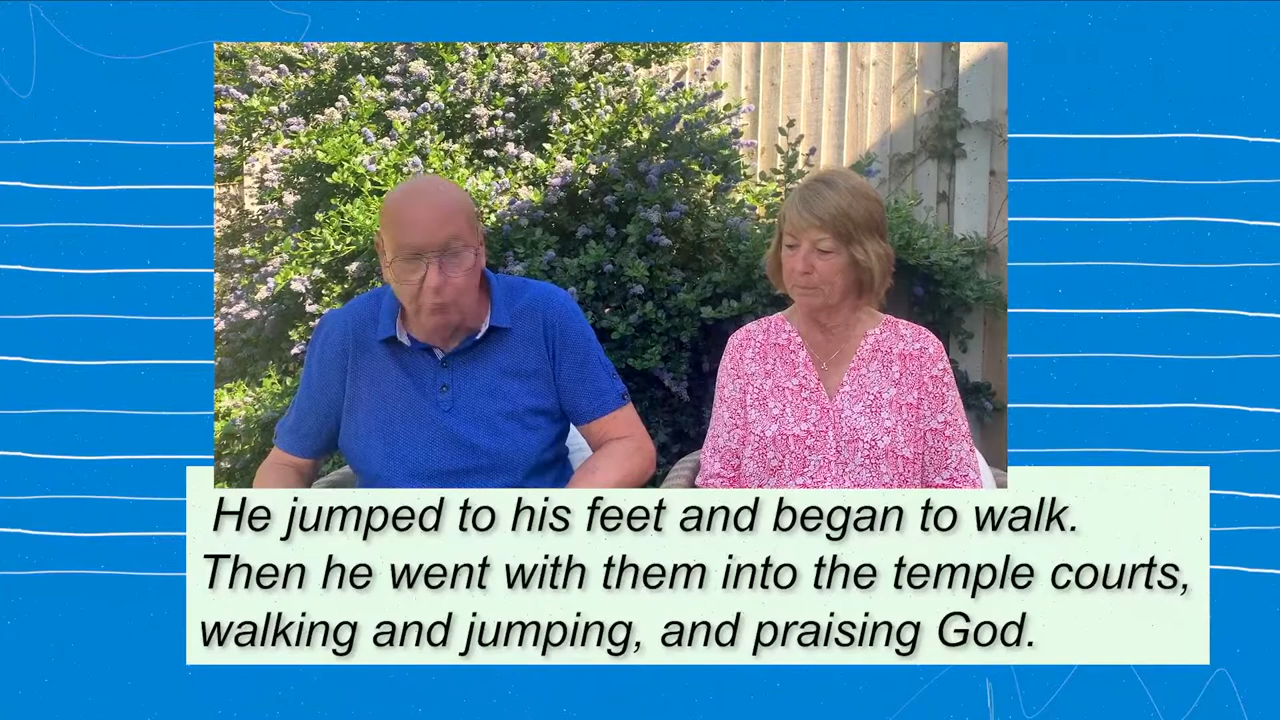 He jumped to his feet and began to walk.
Then he went with them into the temple courts,
walking and jumping, and praising God.